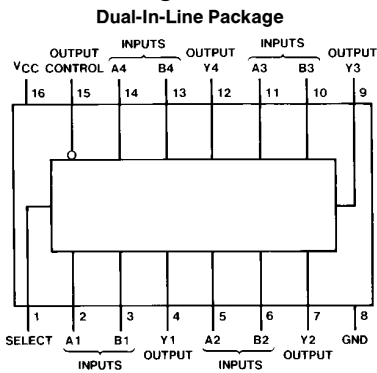 Dual-In-Line Package
INPUTS INPUTS
OUTPUT OUTPUT OUTPUT
VCC CONTROL A4 B4 Y4 A3 B3 Y3
16 15 14 13 12 11 10 9
1 2 3 4 5 6 7 8
SELECT A1 B1 Y1 A2 B2 Y2 GND
OUTPUT OUTPUT
INPUTS INPUTS